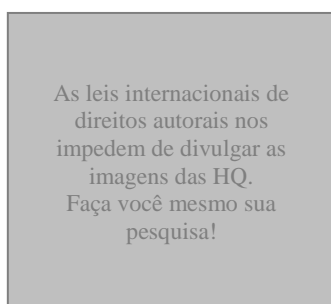 As leis internacionais de
direitos autorais nos
impedem de divulgar as
imagens das HQ.
Faça você mesmo sua
pesquisa!